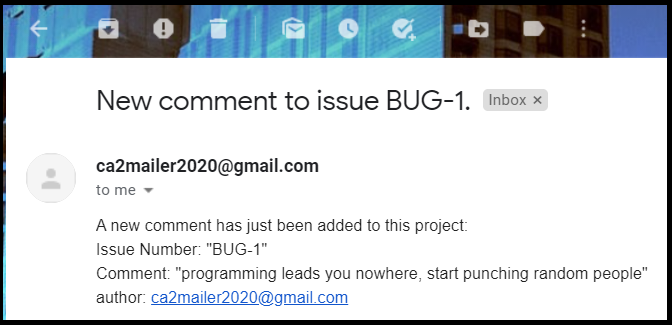 New comment to issue BUG-1. Inbox ×
ca2mailer2020@gmail.com
to me
A new comment has just been added to this project:
Issue Number: "BUG-1"
Comment: "programming leads you nowhere, start punching random people"
author: ca2mailer2020@gmail.com